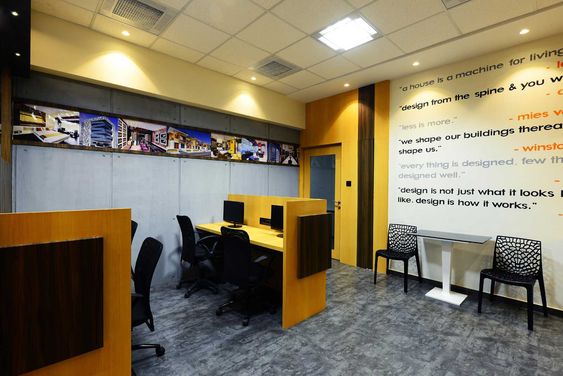 "a house is a machine for living
- l
"design from the spine & you w
"less is more."
- mies va
"we shape our buildings therea
shape us."
- winsto
"every thing is designed, few th
designed well."
"design is not just what it looks l
like, design is how it works."